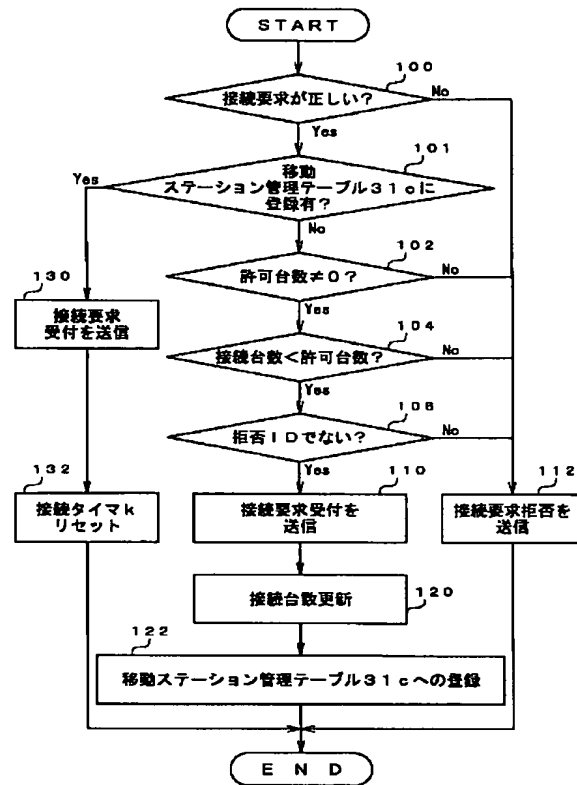 START
100
接続要求が正しい?
No
Yes
101
移動
ステーション管理テーブル31cに
登録有?
Yes
No
102
許可台数≠0?
No
Yes
130
接続要求
受付を送信
104
接続台数<許可台数?
No
Yes
106
拒否IDでない?
No
Yes
132
接続タイマk
リセット
110
接続要求受付を
送信
112
接続要求拒否を
送信
接続台数更新
120
122
移動ステーション管理テーブル31cへの登録
END